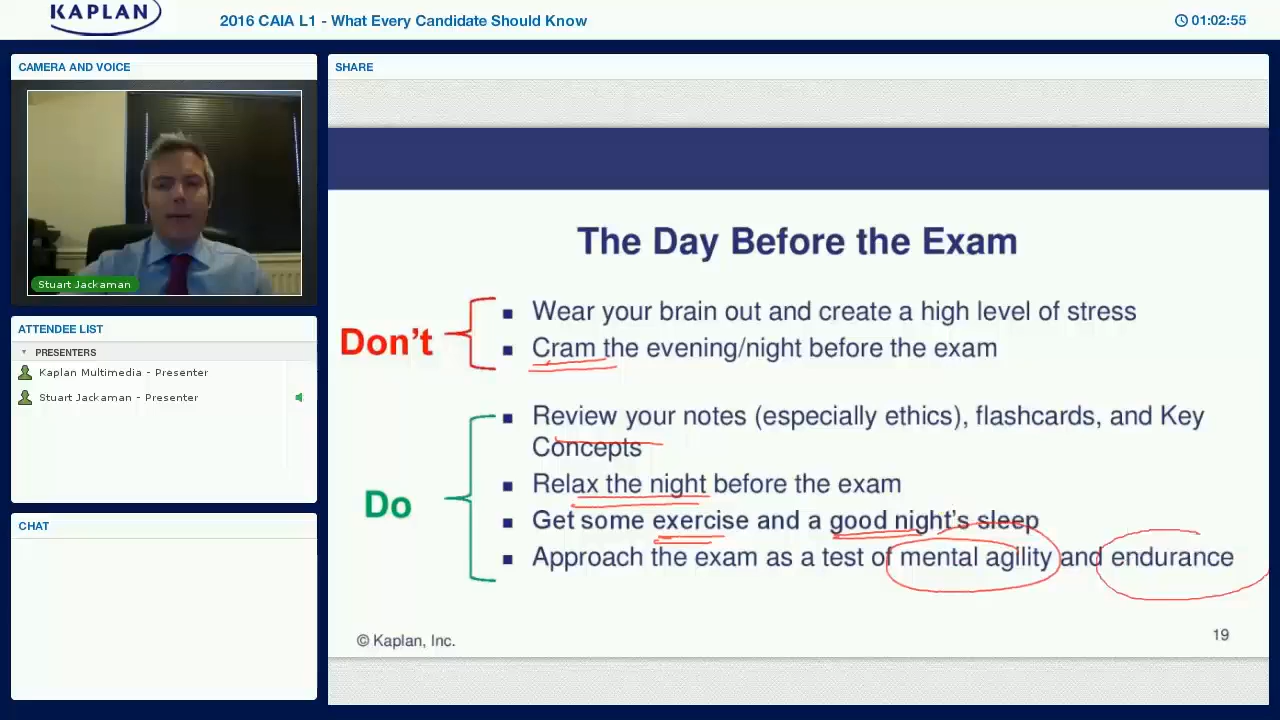 KAPLAN
2016 CAIA L1 - What Every Candidate Should Know
01:02:55
CAMERA AND VOICE
Stuart Jackaman
ATTENDEE LIST
PRESENTERS
Kaplan Multimedia - Presenter
Stuart Jackaman - Presenter
CHAT
SHARE
The Day Before the Exam
Don't
Wear your brain out and create a high level of stress
Cram the evening/night before the exam
Do
Review your notes (especially ethics), flashcards, and Key
Concepts
Relax the night before the exam
Get some exercise and a good night's sleep
Approach the exam as a test of mental agility and endurance
© Kaplan, Inc.
19